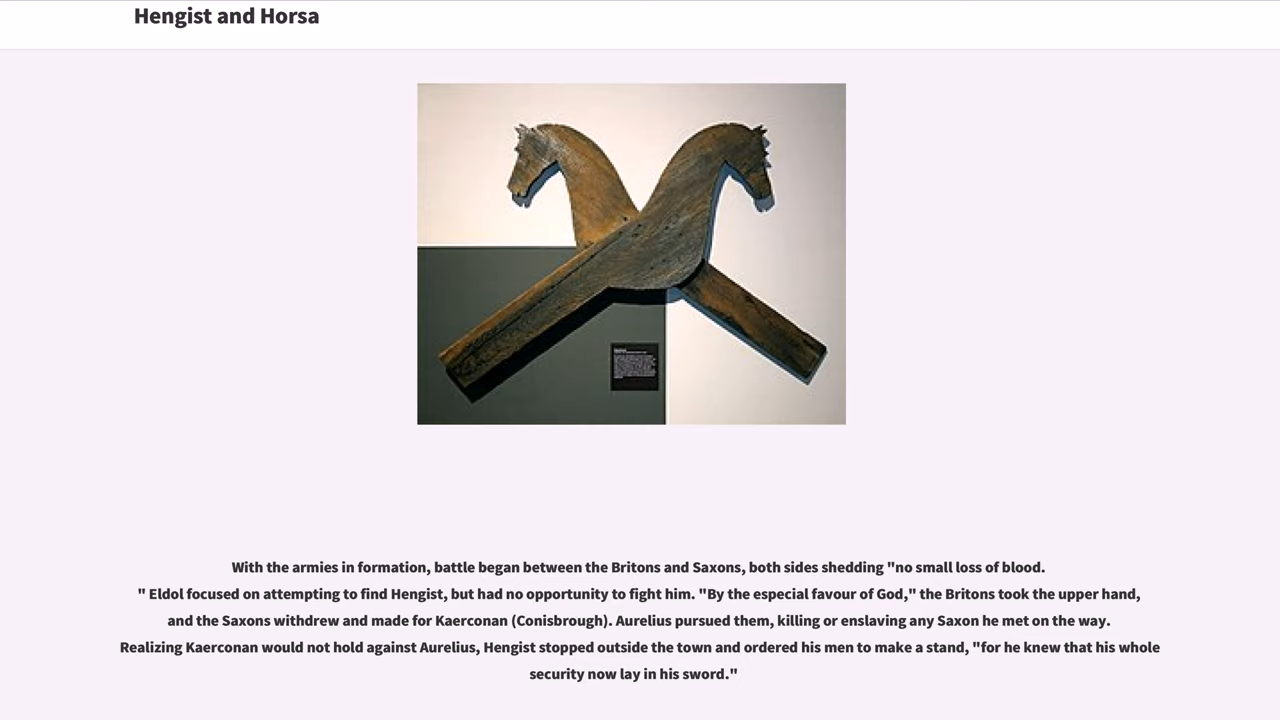 Hengist and Horsa
With the armies in formation, battle began between the Britons and Saxons, both sides shedding "no small loss of blood.
" Eldol focused on attempting to find Hengist, but had no opportunity to fight him. "By the especial favour of God," the Britons took the upper hand,
and the Saxons withdrew and made for Kaerconan (Conisbrough). Aurelius pursued them, killing or enslaving any Saxon he met on the way.
Realizing Kaerconan would not hold against Aurelius, Hengist stopped outside the town and ordered his men to make a stand, "for he knew that his whole
security now lay in his sword."